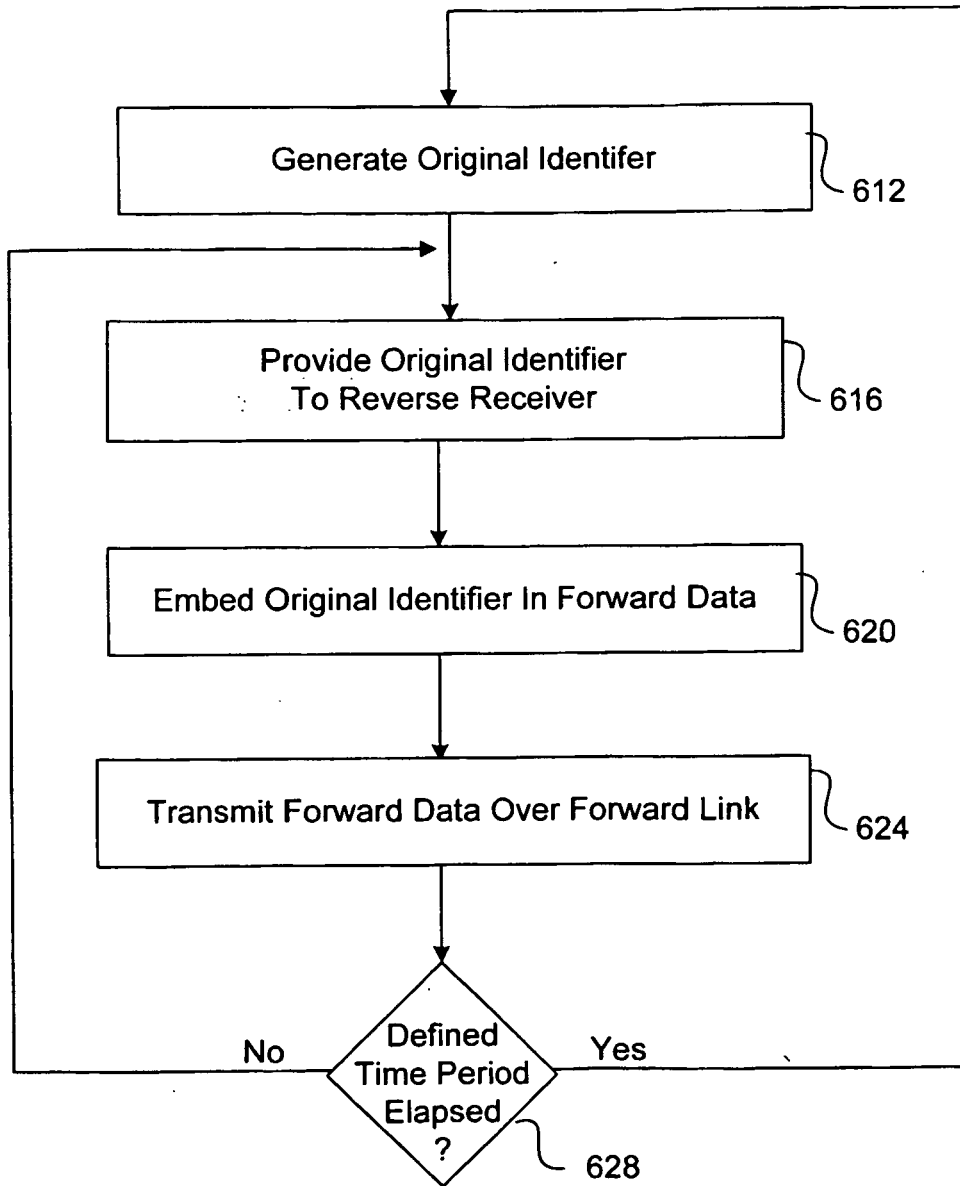 Generate Original Identifer
612
Provide Original Identifier
To Reverse Receiver
616
Embed Original Identifier In Forward Data
620
Transmit Forward Data Over Forward Link
624
No
Yes
Defined
Time Period
Elapsed
?
628